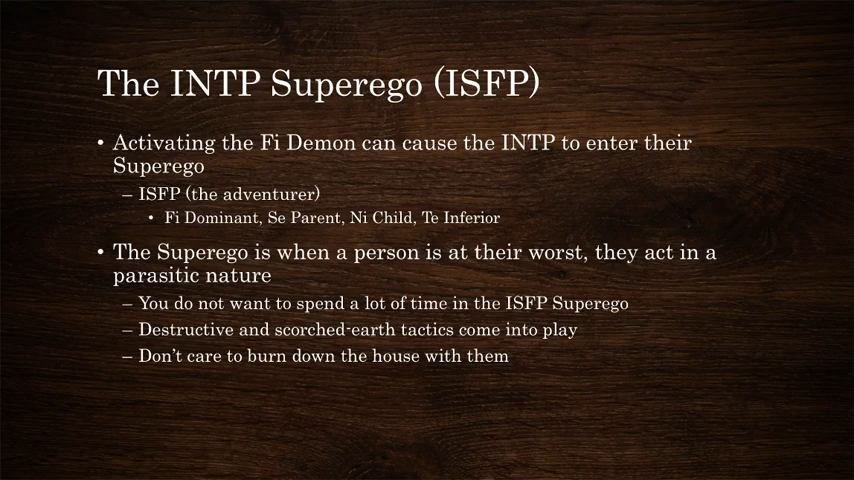 The INTP Superego (ISFP)
• Activating the Fi Demon can cause the INTP to enter their
Superego
– ISFP (the adventurer)
• Fi Dominant, Se Parent, Ni Child, Te Inferior
• The Superego is when a person is at their worst, they act in a
parasitic nature
– You do not want to spend a lot of time in the ISFP Superego
– Destructive and scorched-earth tactics come into play
– Don't care to burn down the house with them